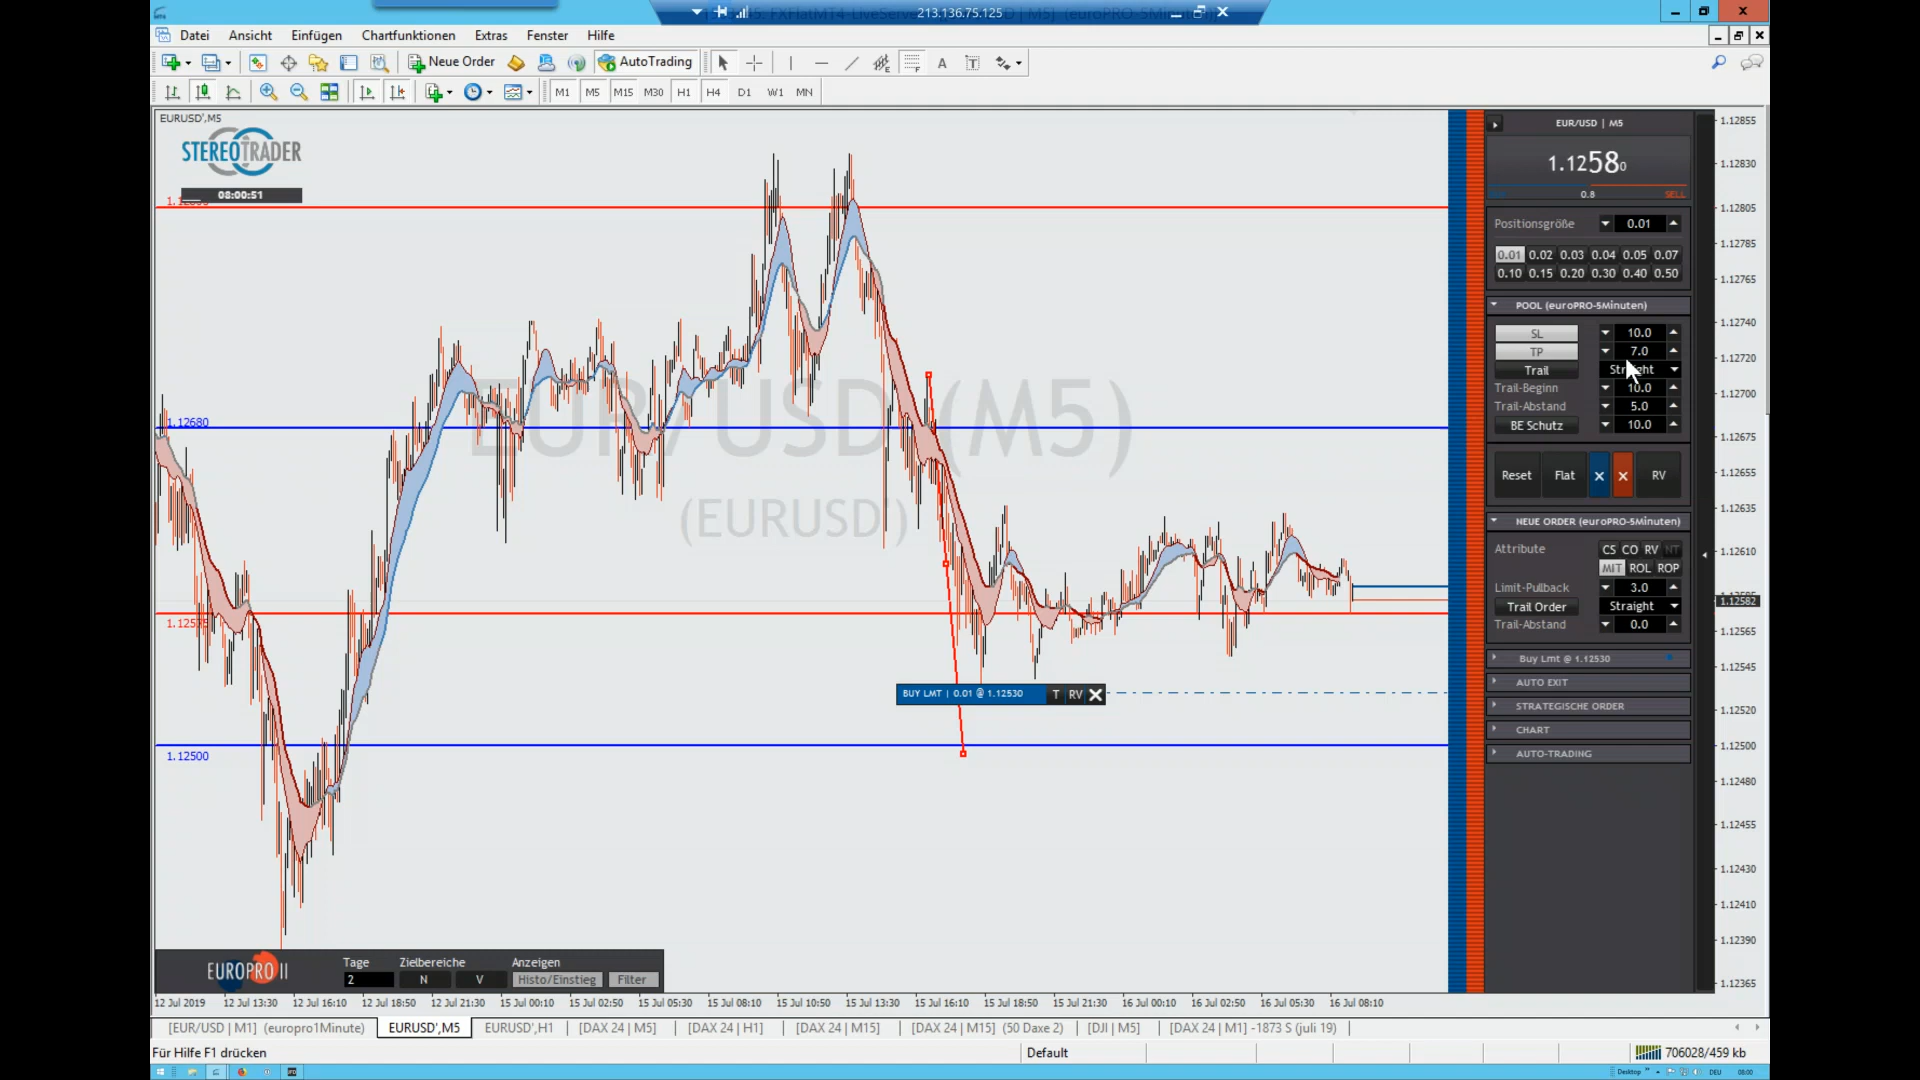 213.136.75.125
Datei Ansicht Einfügen Chartfunktionen Extras Fenster Hilfe
Neue Order AutoTrading
M1 M5 M15 M30 H1 H4 D1 W1 MN
EURUSD',M5
STEREOTRADER
08:00:51
EUR/USD (M5)
(EURUSD')
1.12680
1.12500
BUY LMT | 0.01 @ 1.12530 T RV
EUR/USD | M5
1.12580
0.8 SELL
Positionsgröße 0.01
0.01 0.02 0.03 0.04 0.05 0.07
0.10 0.15 0.20 0.30 0.40 0.50
POOL (euroPRO-5Minuten)
SL 10.0
TP 7.0
Trail
Trail-Beginn 10.0
Trail-Abstand 5.0
BE Schutz 10.0
Reset Flat X X RV
NEUE ORDER (euroPRO-5Minuten)
Attribute CS CO RV NT
MIT ROL ROP
Limit-Pullback 3.0
Trail Order Straight
Trail-Abstand 0.0
Buy Lmt @ 1.12530
AUTO EXIT
STRATEGISCHE ORDER
CHART
AUTO-TRADING
1.12855
1.12830
1.12805
1.12785
1.12765
1.12740
1.12720
1.12700
1.12675
1.12655
1.12635
1.12610
1.12582
1.12565
1.12545
1.12520
1.12500
1.12480
1.12455
1.12430
1.12410
1.12390
1.12365
EUROPRO II
Tage Zielbereiche Anzeigen
2 N V Histo/Einstieg Filter
12 Jul 2019 12 Jul 13:30 12 Jul 16:10 12 Jul 18:50 12 Jul 21:30 15 Jul 00:10 15 Jul 02:50 15 Jul 05:30 15 Jul 08:10 15 Jul 10:50 15 Jul 13:30 15 Jul 16:10 15 Jul 18:50 15 Jul 21:30 16 Jul 00:10 16 Jul 02:50 16 Jul 05:30 16 Jul 08:10
[EUR/USD | M1] (europro1Minute) EURUSD',M5 EURUSD',H1 [DAX 24 | M5] [DAX 24 | H1] [DAX 24 | M15] [DAX 24 | M15] (50 Daxe 2) [DJI | M5] [DAX 24 | M1] -1873 S (juli 19)
Für Hilfe F1 drücken Default 706028/459 kb
Desktop DEU 08:00